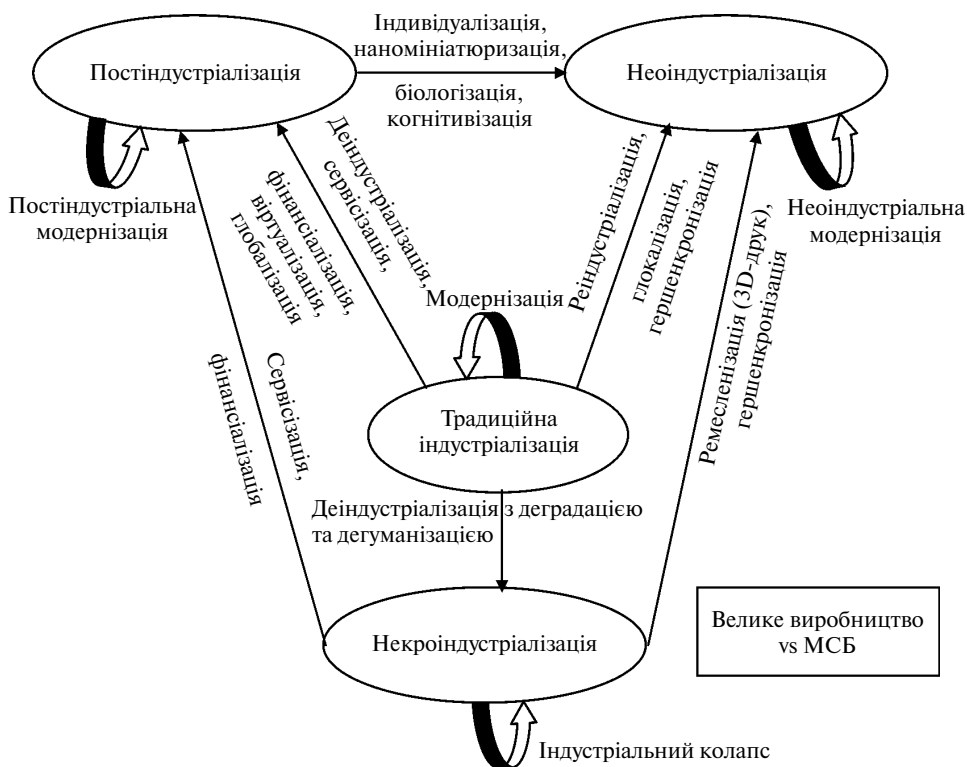 Індивідуалізація,
наномініатюризація,
біологізація,
когнітивізація
Постіндустріалізація
Неоіндустріалізація
Постіндустріальна
модернізація
Неоіндустріальна
модернізація
Деіндустріалізація,
сервісізація,
фінансіалізація,
віртуалізація,
глобалізація
Реіндустріалізація,
глокалізація,
гершенкронізація
Ремесленізація (3D-друк),
гершенкронізація
Модернізація
Традиційна
індустріалізація
Сервісізація,
фінансіалізація
Деіндустріалізація з деградацією
та дегуманізацією
Некроіндустріалізація
Велике виробництво
vs МСБ
Індустріальний колапс